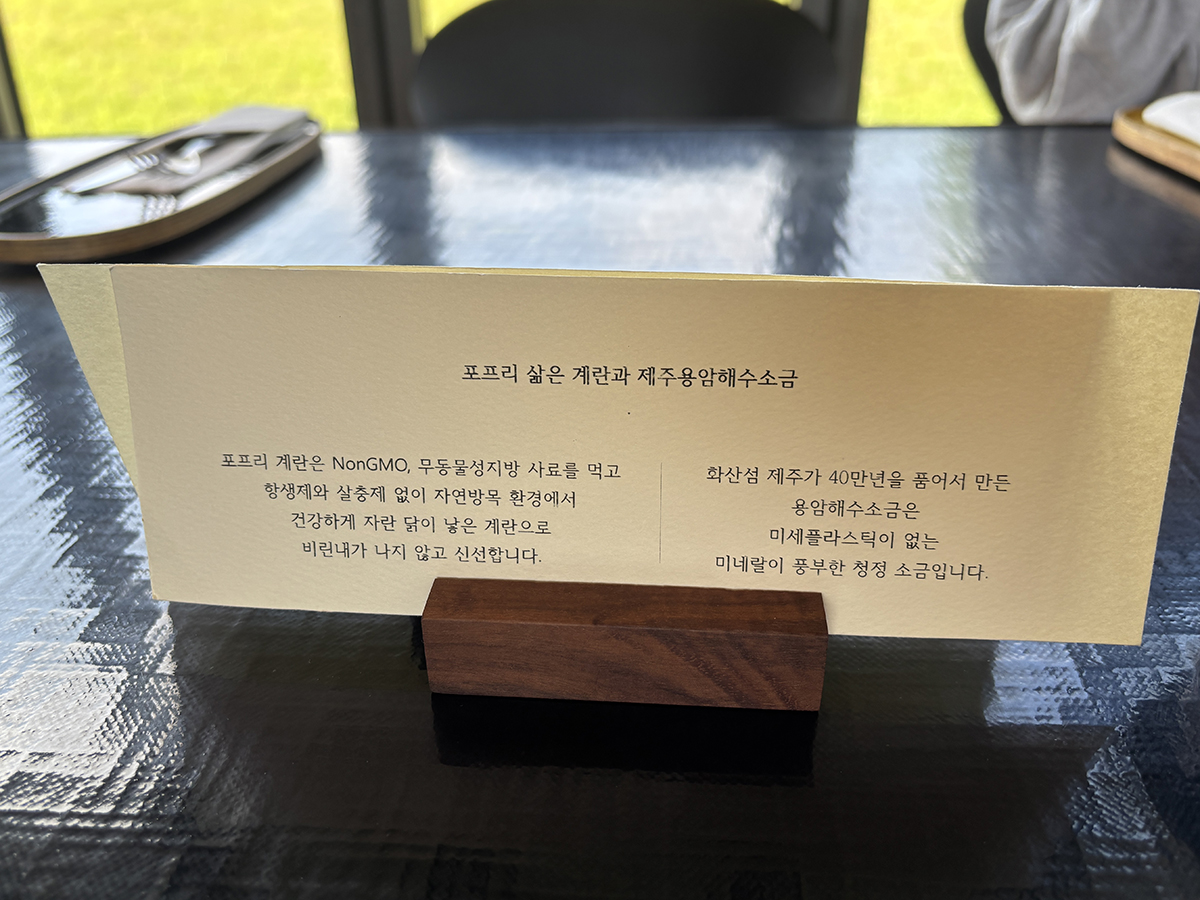 포프리 삶은 계란과 제주용암해수소금
포프리 계란은 NonGMO, 무동물성지방 사료를 먹고
항생제와 살충제 없이 자연방목 환경에서
건강하게 자란 닭이 낳은 계란으로
비린내가 나지 않고 신선합니다.
화산섬 제주가 40만년을 품어서 만든
용암해수소금은
미세플라스틱이 없는
미네랄이 풍부한 청정 소금입니다.